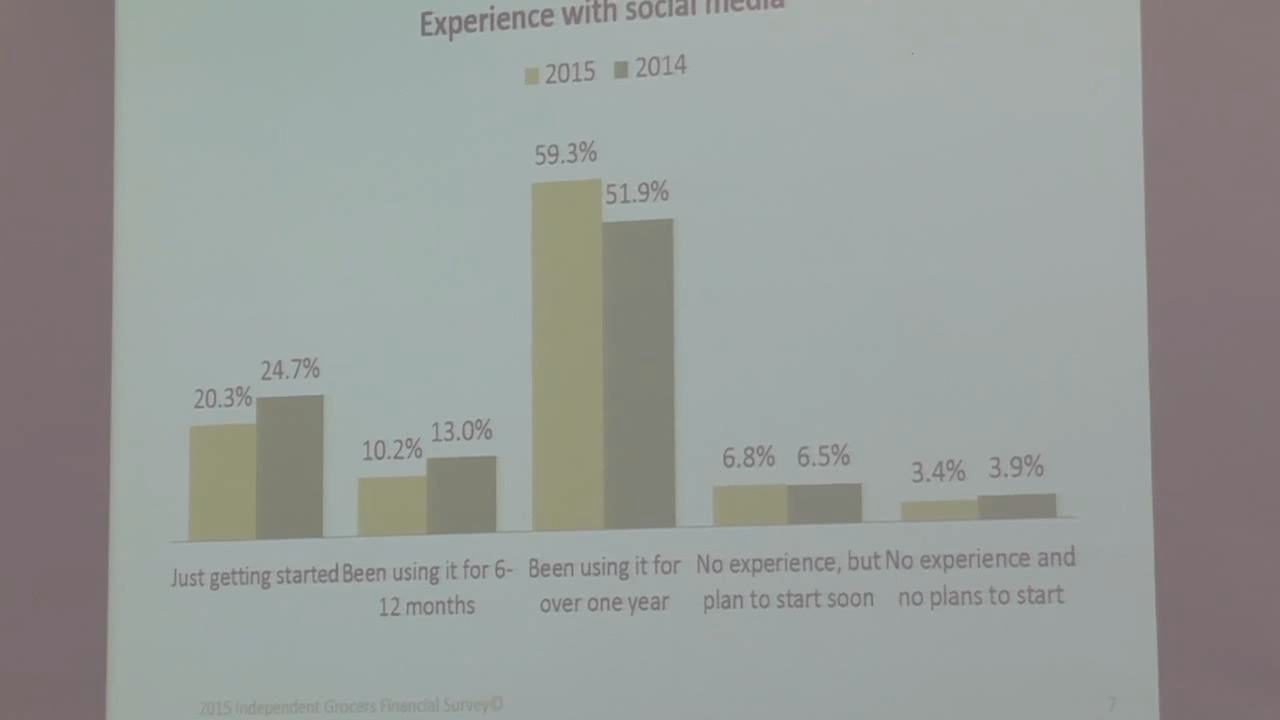 Experience with social media
2015 2014
59.3%
51.9%
24.7%
20.3%
13.0%
10.2%
6.8% 6.5%
3.4% 3.9%
Just getting started Been using it for 6- Been using it for No experience, but No experience and
12 months over one year plan to start soon no plans to start
2015 Independent Grocers Financial Survey©
7